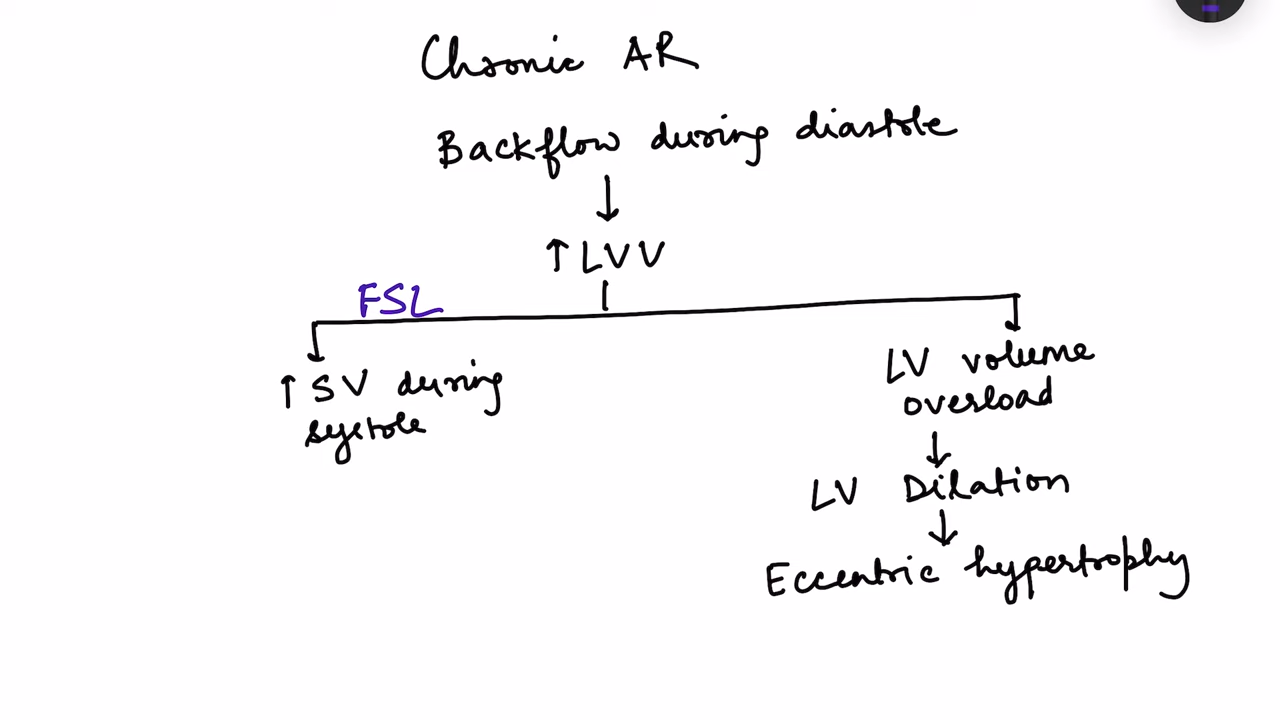 Chronic AR
Backflow during diastole
↓
↑ LVV
FSL
↑ SV during
systole
LV volume
overload
↓
LV Dilation
↓
Eccentric hypertrophy